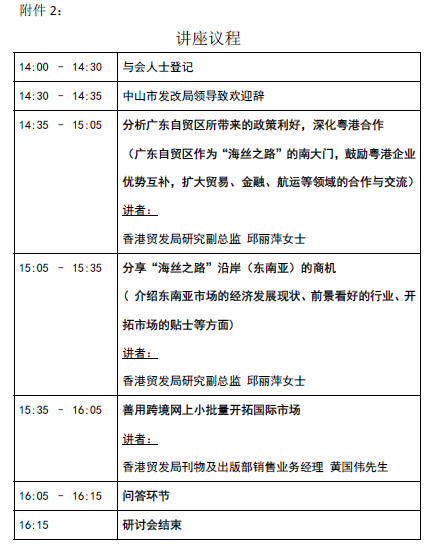 附件 2:
讲座议程
14:00 – 14:30 与会人士登记
14:30 – 14:35 中山市发改局领导致欢迎辞
14:35 – 15:05 分析广东自贸区所带来的政策利好，深化粤港合作
（广东自贸区作为“海丝之路”的南大门，鼓励粤港企业
优势互补，扩大贸易、金融、航运等领域的合作与交流）
讲者：
香港贸发局研究副总监 邱丽萍女士
15:05 – 15:35 分享“海丝之路”沿岸（东南亚）的商机
( 介绍东南亚市场的经济发展现状、前景看好的行业、开
拓市场的贴士等方面)
讲者：
香港贸发局研究副总监 邱丽萍女士
15:35 – 16:05 善用跨境网上小批量开拓国际市场
讲者：
香港贸发局刊物及出版部销售业务经理 黄国伟先生
16:05 – 16:15 问答环节
16:15 研讨会结束